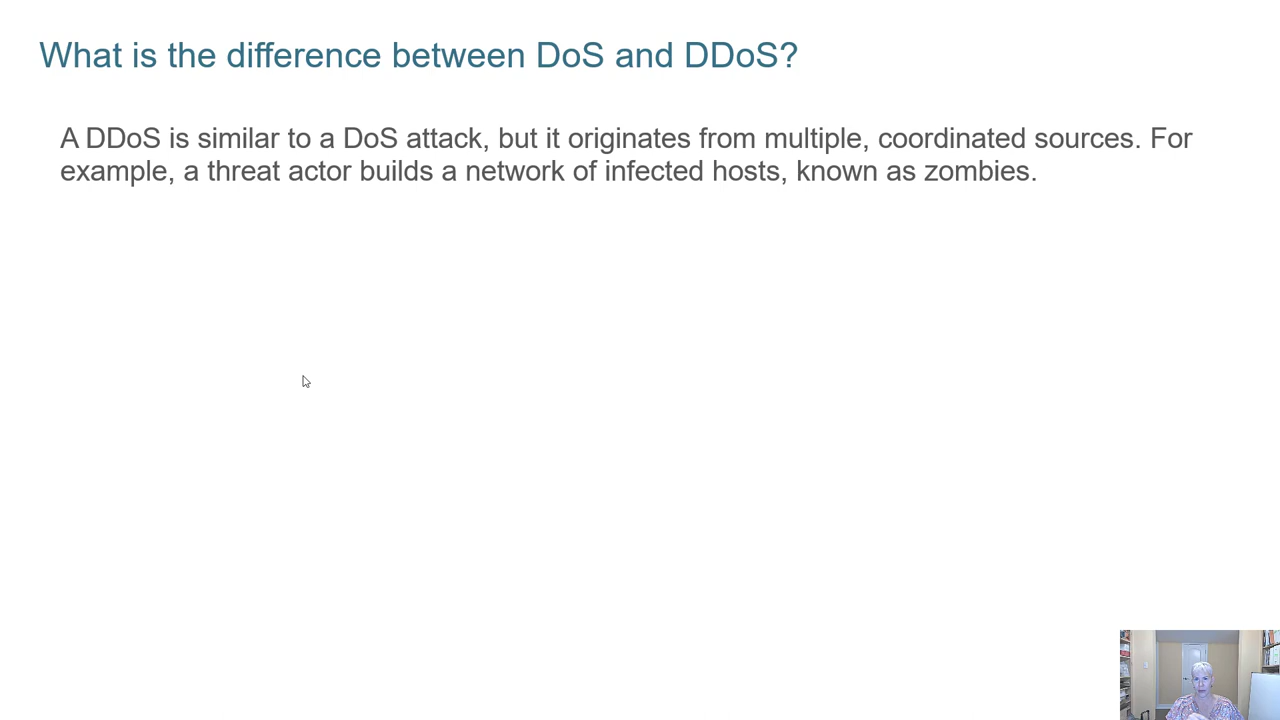 What is the difference between DoS and DDoS?
A DDoS is similar to a DoS attack, but it originates from multiple, coordinated sources. For
example, a threat actor builds a network of infected hosts, known as zombies.